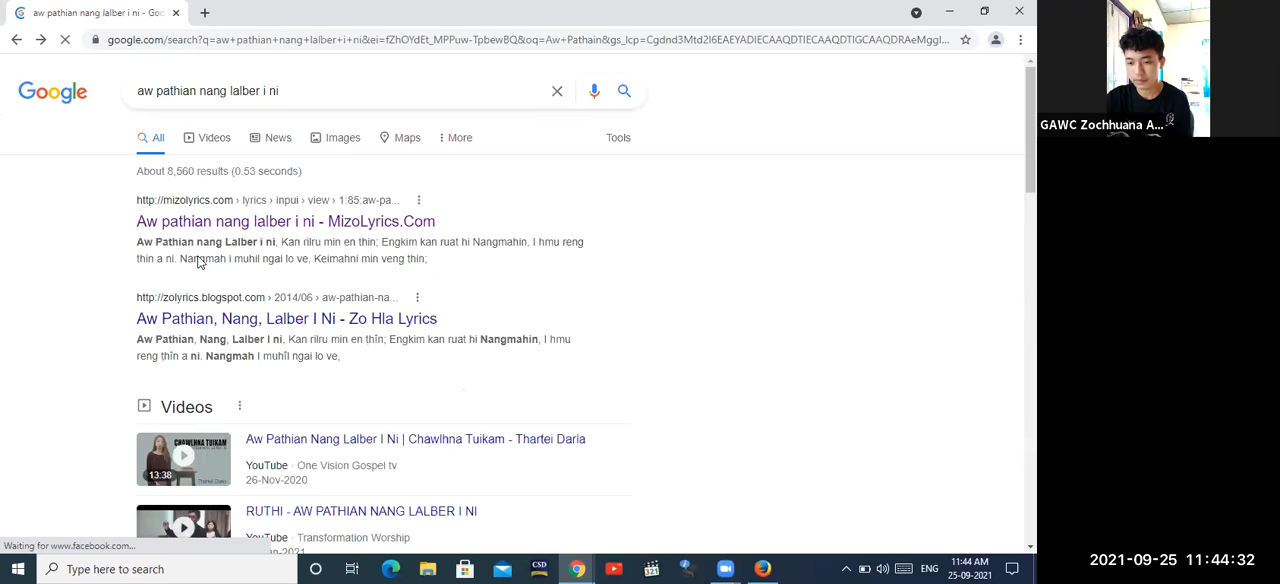 aw pathian nang lalber i ni - Goo
google.com/search?q=aw+pathian+nang+lalber+i+ni&ei=fZhOYdEt_MPPuw-TpbewBQ&oq=Aw+Pathain&gs_lcp=Cgdnd3Mtd2l6EAEYADIECAAQDTIECAAQDTIGCAAQDRAeMggI...
Google
aw pathian nang lalber i ni
All
Videos
News
Images
Maps
More
Tools
About 8,560 results (0.53 seconds)
http://mizolyrics.com › lyrics › inpui › view › 1:85:aw-pa...
Aw pathian nang lalber i ni - MizoLyrics.Com
Aw Pathian nang Lalber i ni, Kan rilru min en thin; Engkim kan ruat hi Nangmahin, I hmu reng
thin a ni. Nangmah i muhil ngai lo ve, Keimahni min veng thin;
http://zolyrics.blogspot.com › 2014/06 › aw-pathian-na...
Aw Pathian, Nang, Lalber I Ni - Zo Hla Lyrics
Aw Pathian, Nang, Lalber I ni, Kan rilru min en thîn; Engkim kan ruat hi Nangmahin, I hmu
reng thîn a ni. Nangmah I muhîl ngai lo ve,
Videos
CHAWLHNA TUIKAM
13:38
Aw Pathian Nang Lalber I Ni | Chawlhna Tuikam - Thartei Darla
YouTube · One Vision Gospel tv
26-Nov-2020
RUTHI - AW PATHIAN NANG LALBER I NI
YouTube · Transformation Worship
Waiting for www.facebook.com...
Type here to search
CSD
321
ENG
11:44 AM
25-09-2021
GAWC Zochhuana A...
2021-09-25 11:44:32